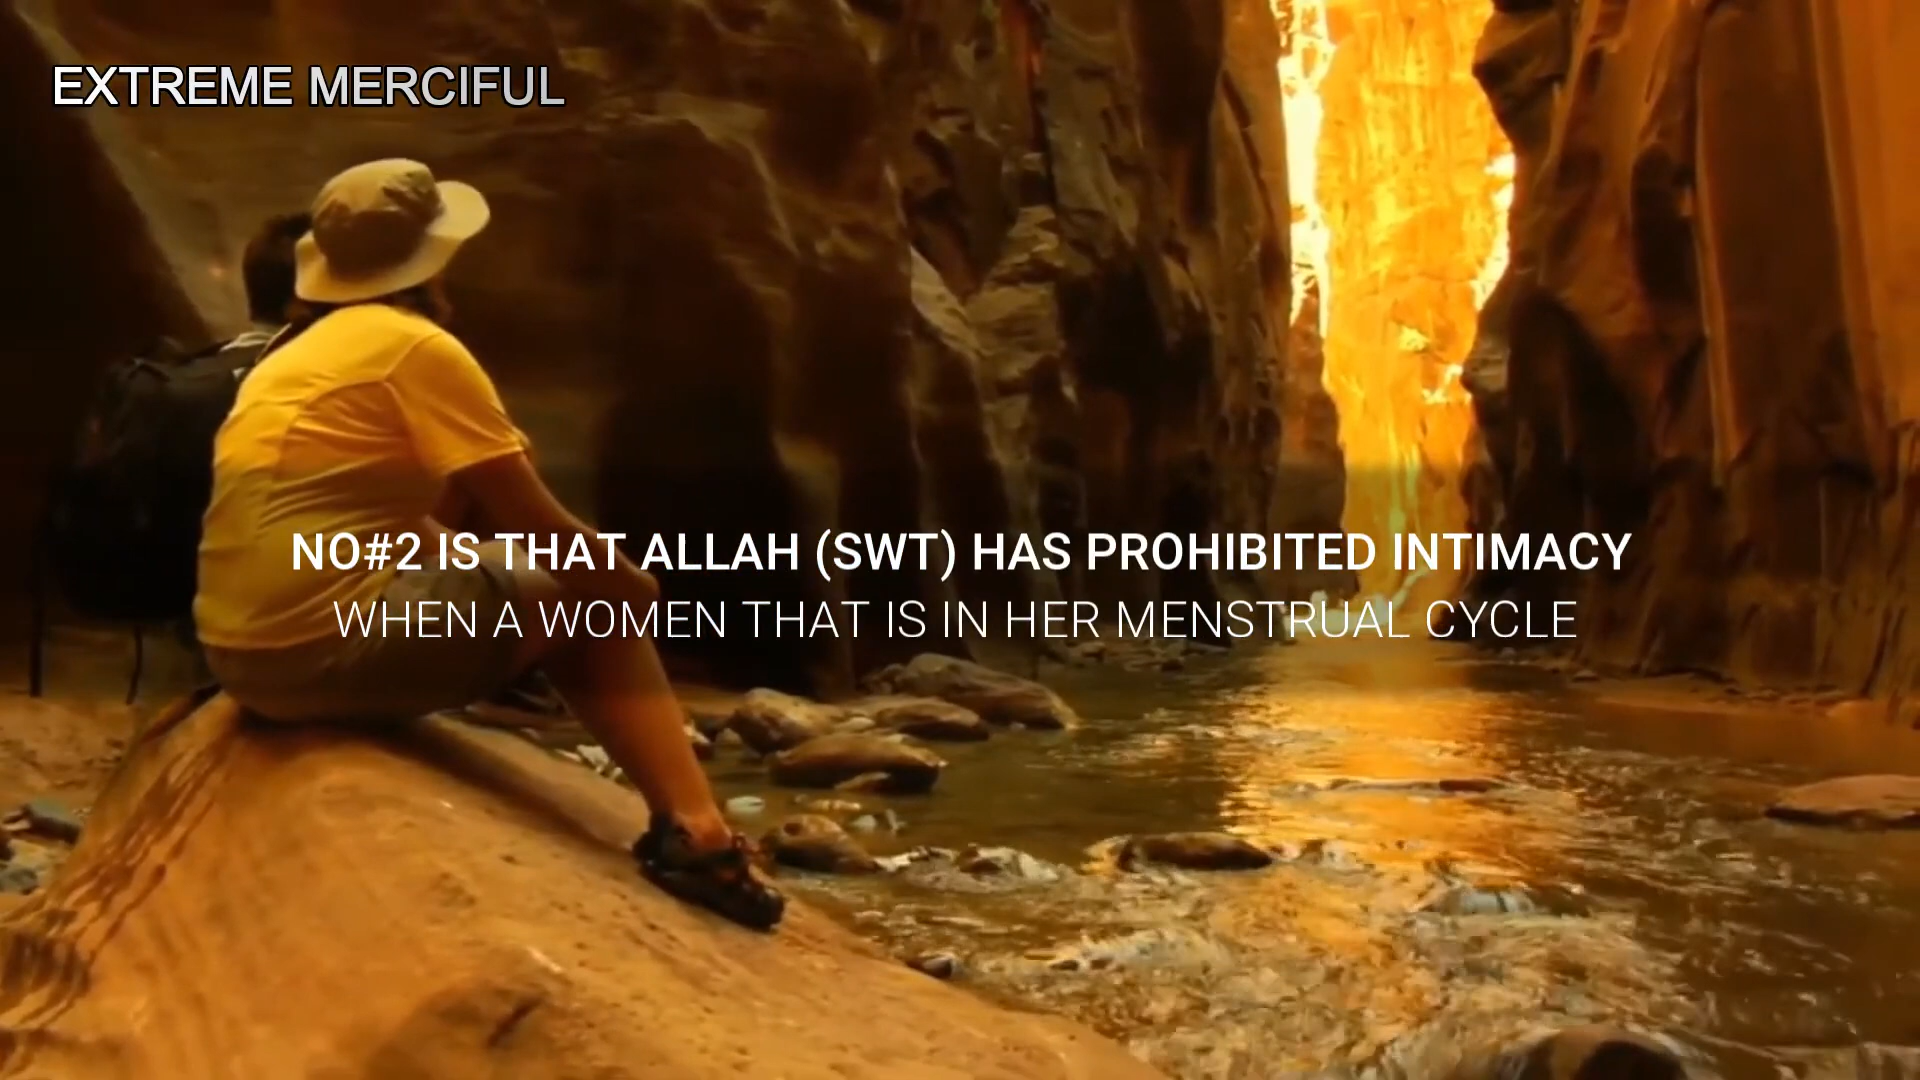 EXTREME MERCIFUL
NO#2 IS THAT ALLAH (SWT) HAS PROHIBITED INTIMACY
WHEN A WOMEN THAT IS IN HER MENSTRUAL CYCLE